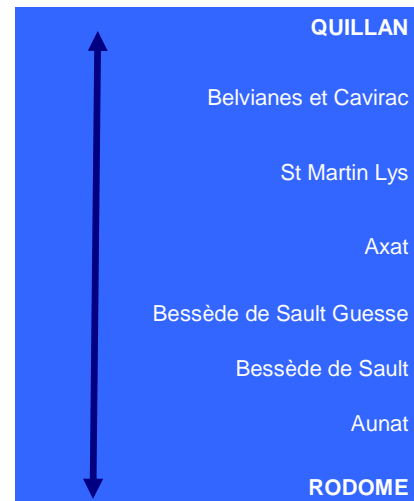 QUILLAN
Belvianes et Cavirac
St Martin Lys
Axat
Bessède de Sault Guesse
Bessède de Sault
Aunat
RODOME